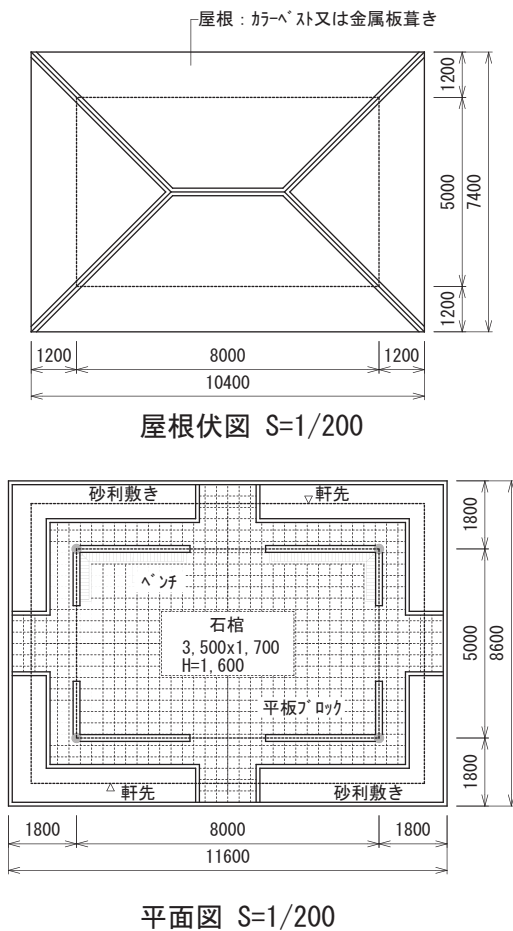 屋根：ｶﾗｰﾍﾞｽﾄ又は金属板葺き
1200
5000
7400
1200
1200
8000
1200
10400
屋根伏図 S=1/200
砂利敷き
▽軒先
1800
ﾍﾞﾝﾁ
石棺
3,500x1,700
H=1,600
5000
8600
平板ﾌﾞﾛｯｸ
△軒先
砂利敷き
1800
1800
8000
1800
11600
平面図 S=1/200